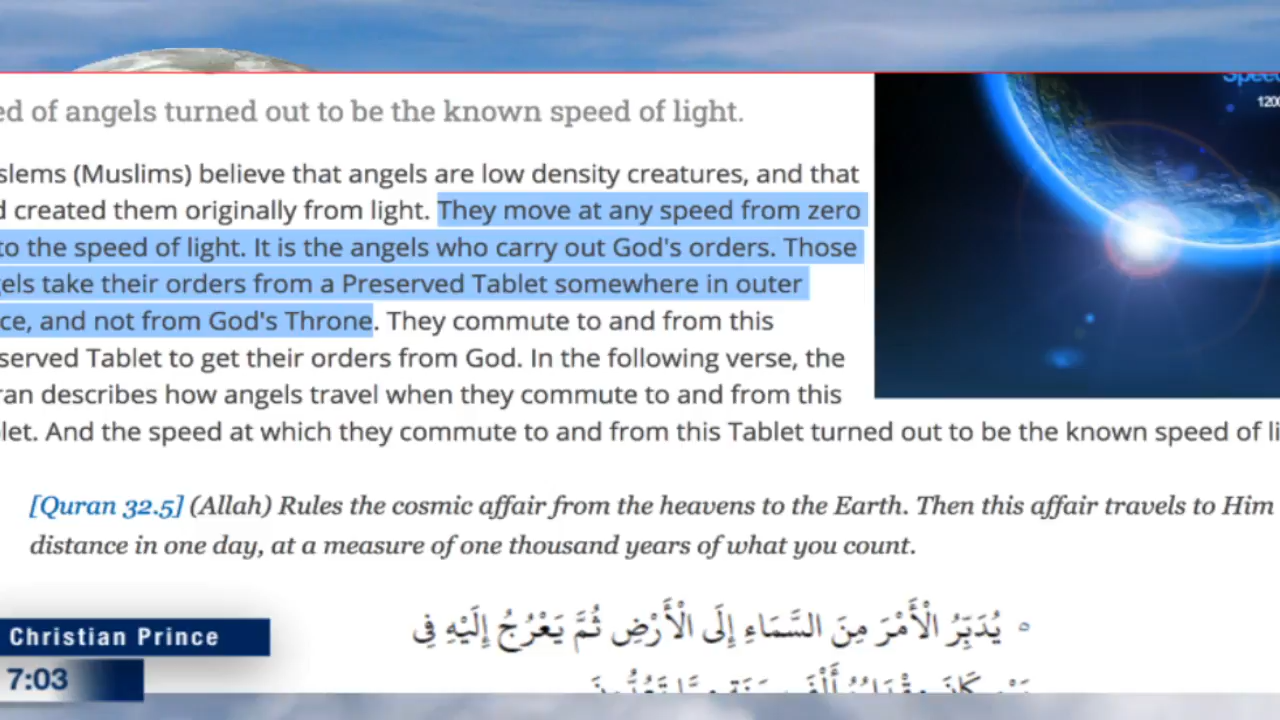 ed of angels turned out to be the known speed of light.
Speed
1200
slems (Muslims) believe that angels are low density creatures, and that
d created them originally from light. They move at any speed from zero
to the speed of light. It is the angels who carry out God's orders. Those
gels take their orders from a Preserved Tablet somewhere in outer
ce, and not from God's Throne. They commute to and from this
served Tablet to get their orders from God. In the following verse, the
ran describes how angels travel when they commute to and from this
let. And the speed at which they commute to and from this Tablet turned out to be the known speed of li
[Quran 32.5] (Allah) Rules the cosmic affair from the heavens to the Earth. Then this affair travels to Him
distance in one day, at a measure of one thousand years of what you count.
يُدَبِّرُ الْأَمْرَ مِنَ السَّمَاءِ إِلَى الْأَرْضِ ثُمَّ يَعْرُجُ إِلَيْهِ فِي
Christian Prince
7:03